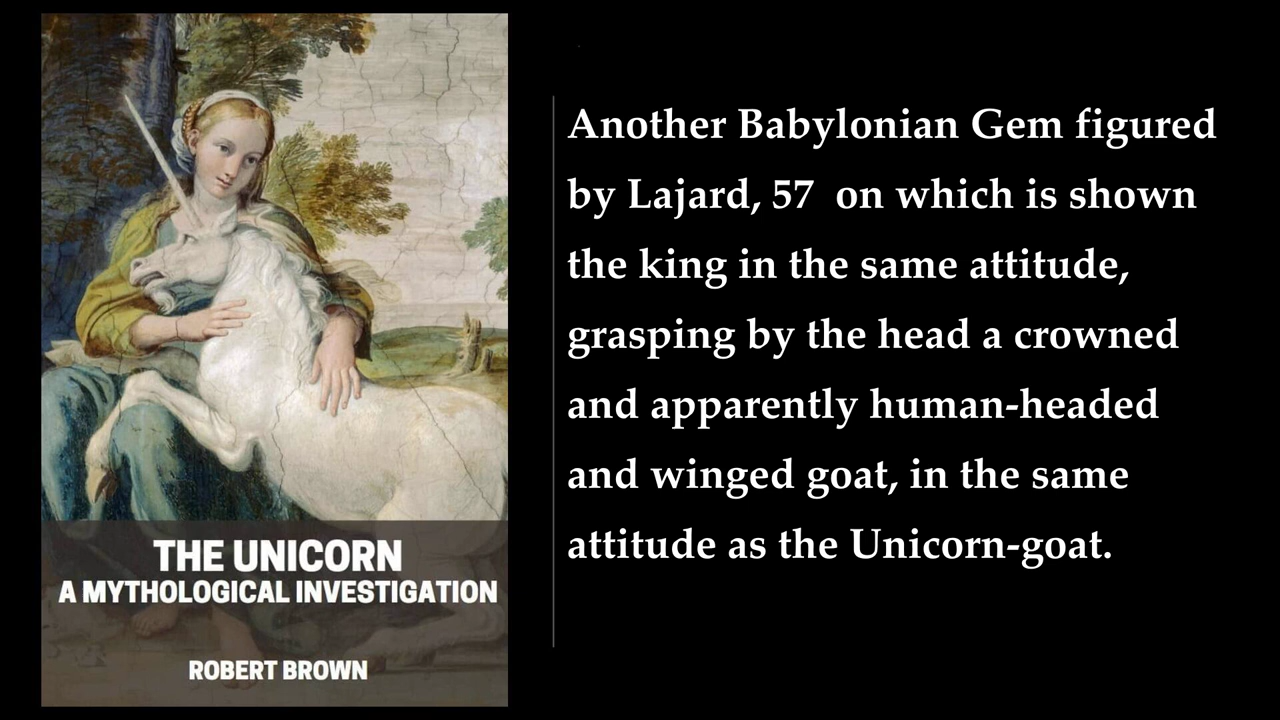 THE UNICORN
A MYTHOLOGICAL INVESTIGATION
ROBERT BROWN
Another Babylonian Gem figured
by Lajard, 57  on which is shown
the king in the same attitude,
grasping by the head a crowned
and apparently human-headed
and winged goat, in the same
attitude as the Unicorn-goat.